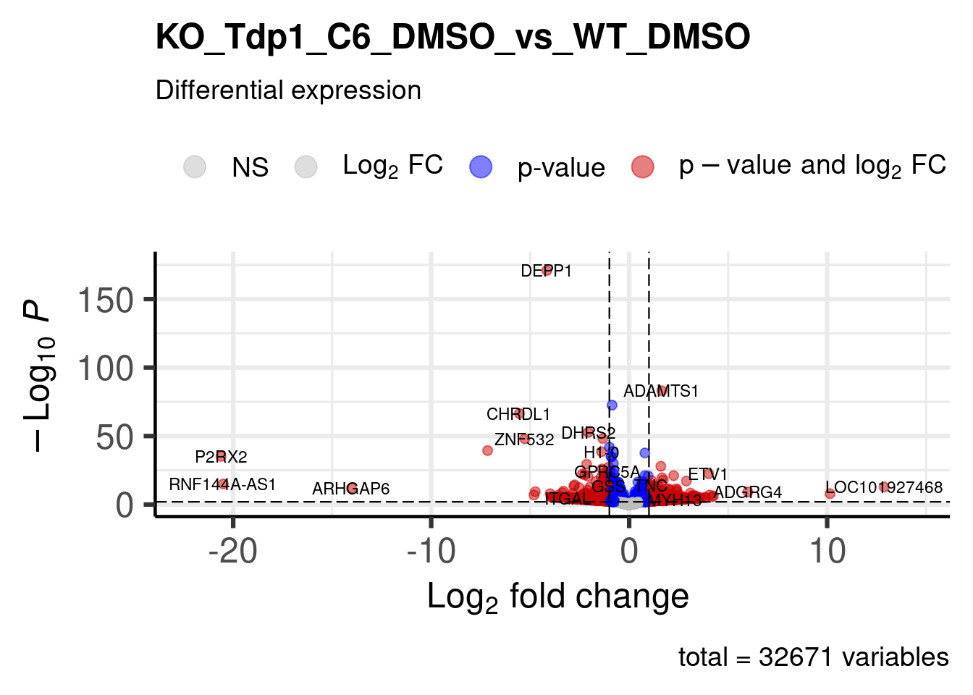 KO_Tdp1_C6_DMSO_vs_WT_DMSO
Differential expression
NS Log2 FC p-value p − value and log2 FC
− Log10 P
150
100
50
0
DEPP1
ADAMTS1
CHRDL1
DHRS2
ZNF532
H1-0
P2RX2
GPRC5A
ETV1
RNF144A-AS1
ARHGAP6
GSS
TNC
ADGRG4
LOC101927468
ITGAL
MYH13
-20 -10 0 10
Log2 fold change
total = 32671 variables